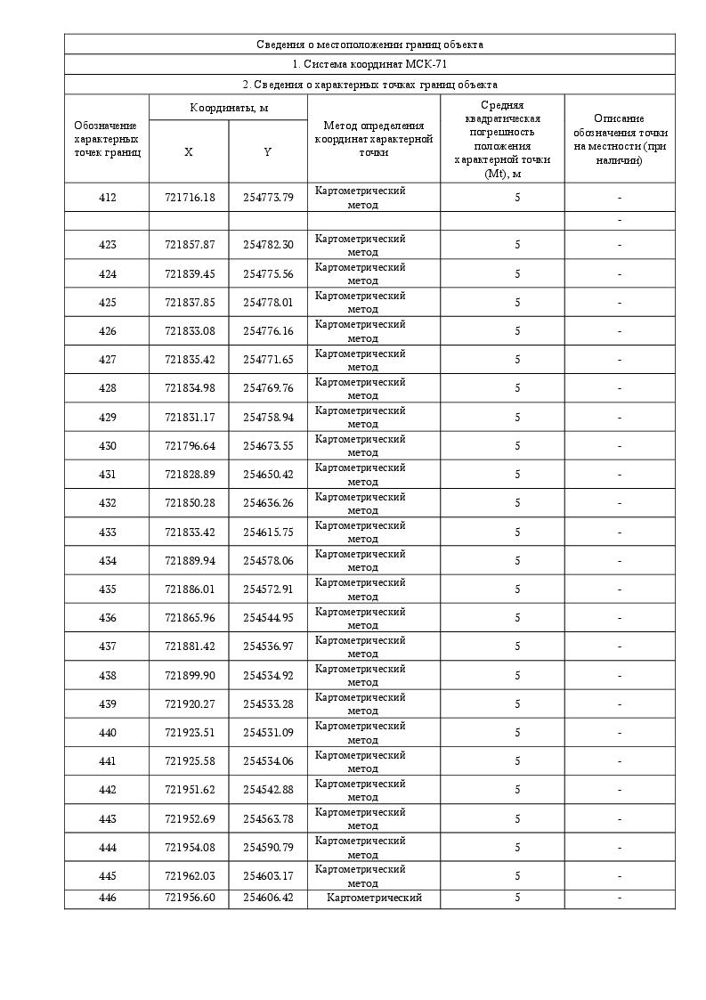 Сведения о местоположении границ объекта
1. Система координат МСК-71
2. Сведения о характерных точках границ объекта
Обозначение
характерных
точек границ
Координаты, м
X
Y
Метод определения
координат характерной
точки
Средняя
квадратическая
погрешность
положения
характерной точки
(Mt), м
Описание
обозначения точки
на местности (при
наличии)
412 721716.18 254773.79 Картометрический
метод 5 -
-
423 721857.87 254782.30 Картометрический
метод 5 -
424 721839.45 254775.56 Картометрический
метод 5 -
425 721837.85 254778.01 Картометрический
метод 5 -
426 721833.08 254776.16 Картометрический
метод 5 -
427 721835.42 254771.65 Картометрический
метод 5 -
428 721834.98 254769.76 Картометрический
метод 5 -
429 721831.17 254758.94 Картометрический
метод 5 -
430 721796.64 254673.55 Картометрический
метод 5 -
431 721828.89 254650.42 Картометрический
метод 5 -
432 721850.28 254636.26 Картометрический
метод 5 -
433 721833.42 254615.75 Картометрический
метод 5 -
434 721889.94 254578.06 Картометрический
метод 5 -
435 721886.01 254572.91 Картометрический
метод 5 -
436 721865.96 254544.95 Картометрический
метод 5 -
437 721881.42 254536.97 Картометрический
метод 5 -
438 721899.90 254534.92 Картометрический
метод 5 -
439 721920.27 254533.28 Картометрический
метод 5 -
440 721923.51 254531.09 Картометрический
метод 5 -
441 721925.58 254534.06 Картометрический
метод 5 -
442 721951.62 254542.88 Картометрический
метод 5 -
443 721952.69 254563.78 Картометрический
метод 5 -
444 721954.08 254590.79 Картометрический
метод 5 -
445 721962.03 254603.17 Картометрический
метод 5 -
446 721956.60 254606.42 Картометрический 5 -